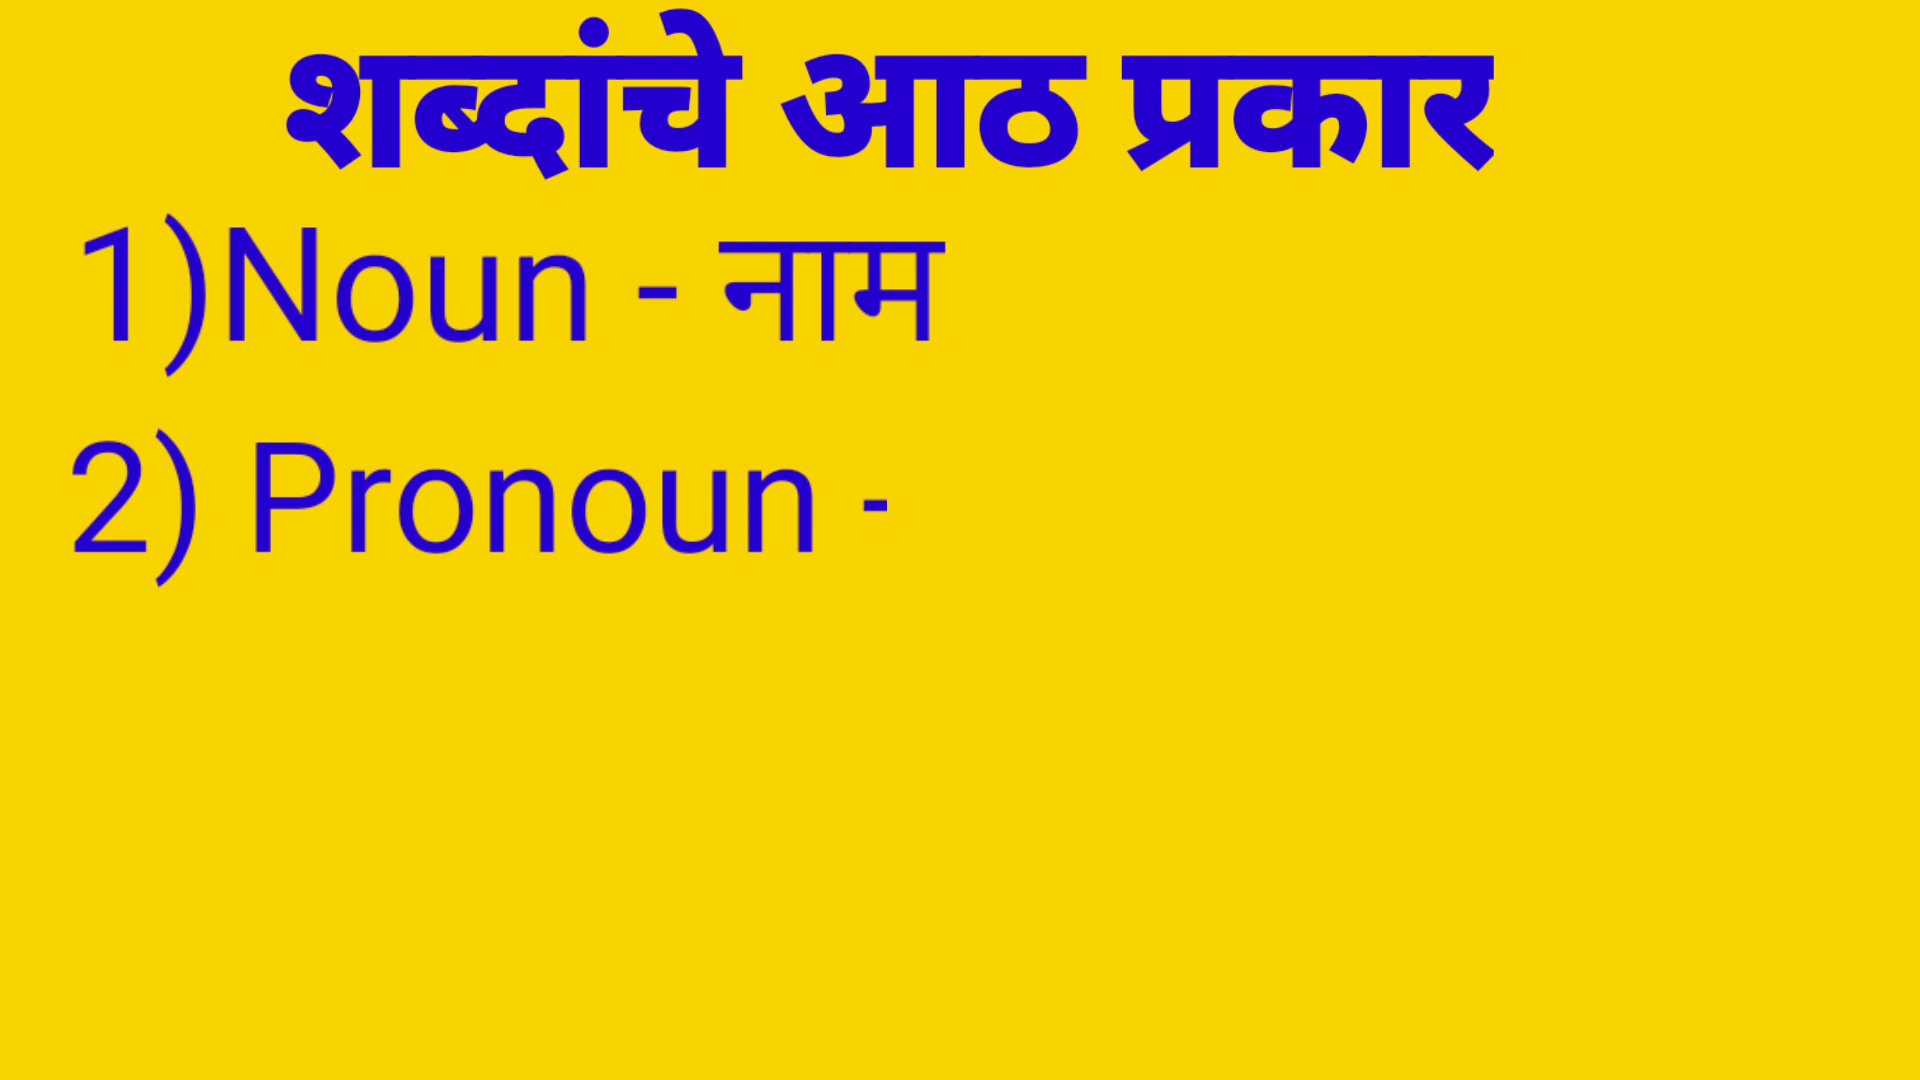 शब्दांचे आठ प्रकार
1)Noun - नाम
2) Pronoun -